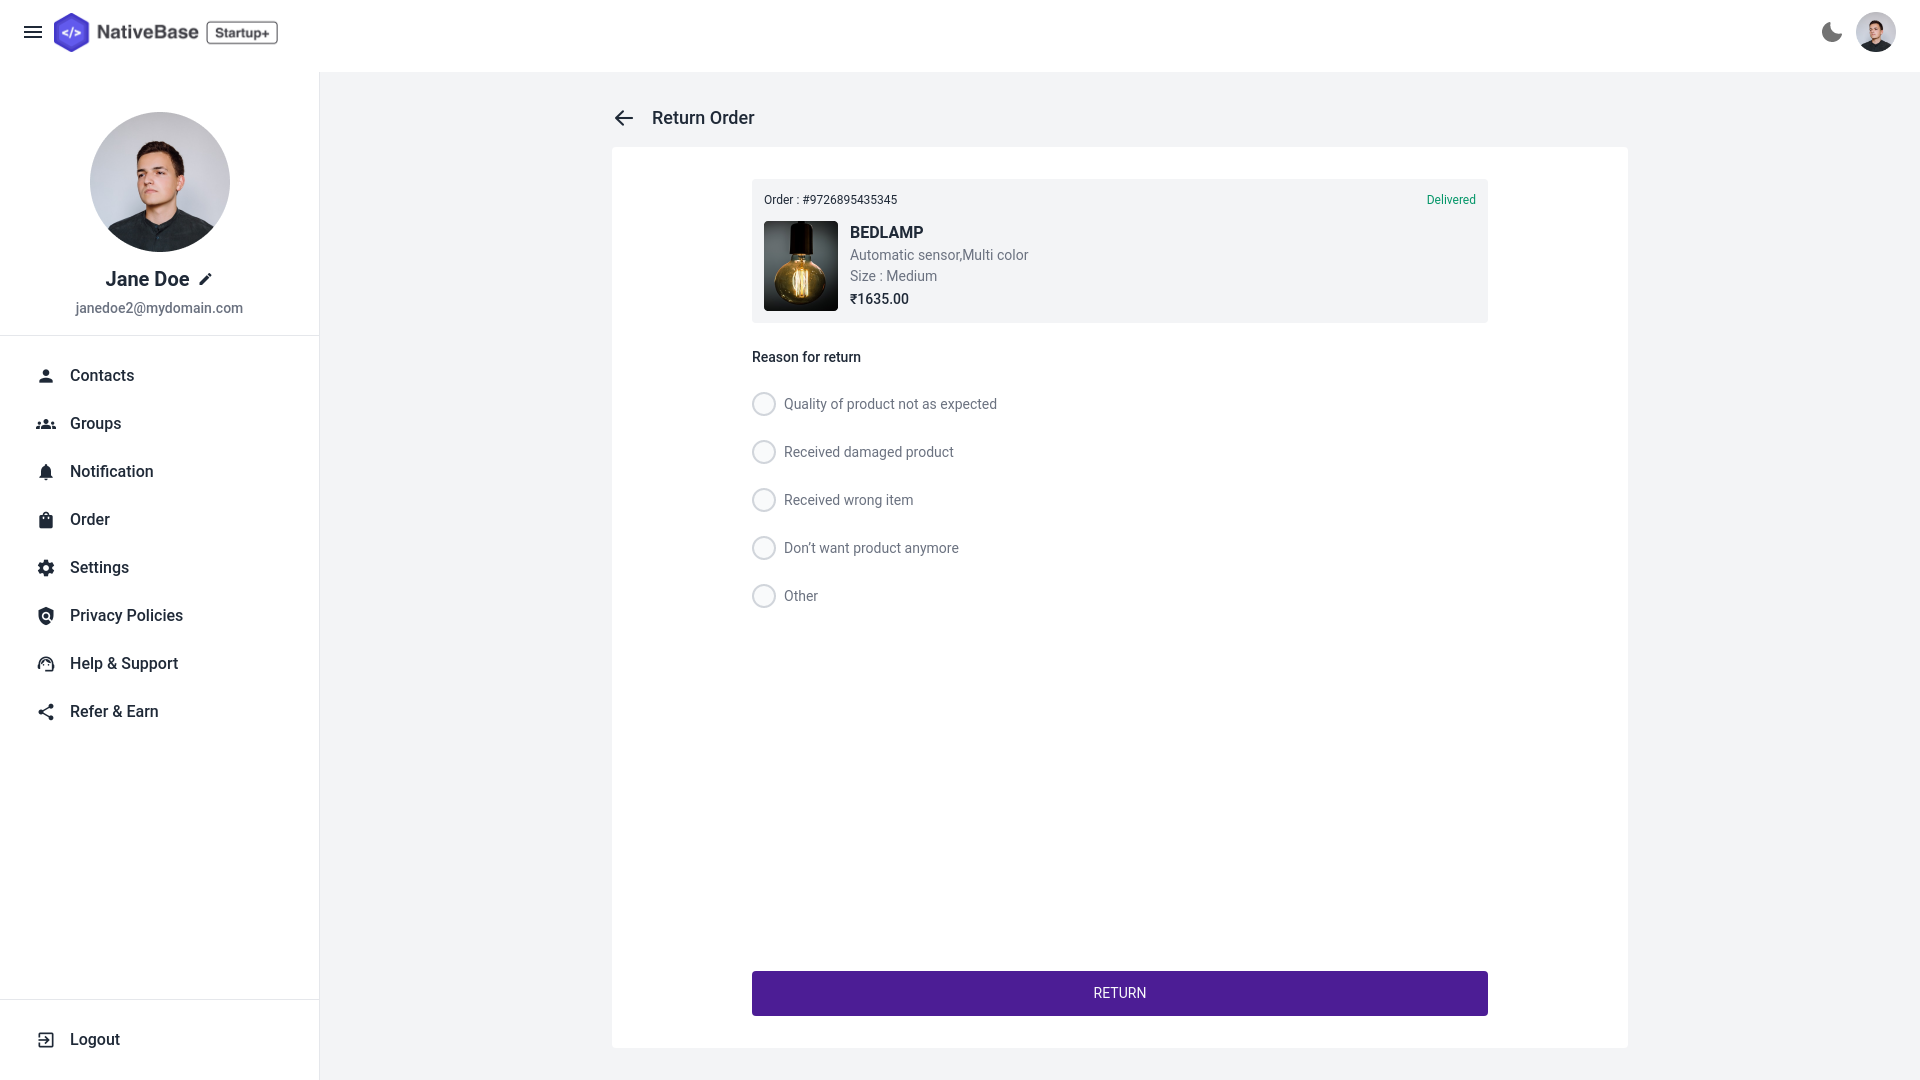 </> NativeBase Startup+
Jane Doe
janedoe2@mydomain.com
Contacts
Groups
Notification
Order
Settings
Privacy Policies
Help & Support
Refer & Earn
Logout
Return Order
Order : #9726895435345
Delivered
BEDLAMP
Automatic sensor,Multi color
Size : Medium
₹1635.00
Reason for return
Quality of product not as expected
Received damaged product
Received wrong item
Don’t want product anymore
Other
RETURN